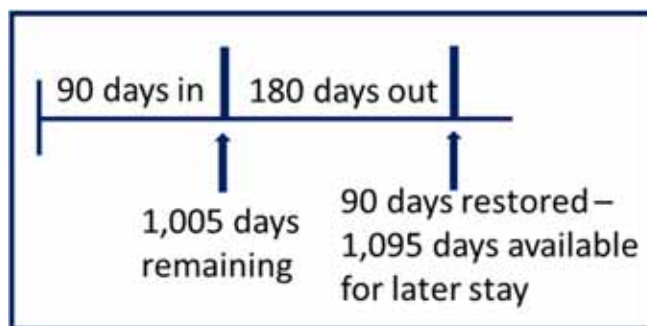 90 days in
180 days out
1,005 days
remaining
90 days restored –
1,095 days available
for later stay